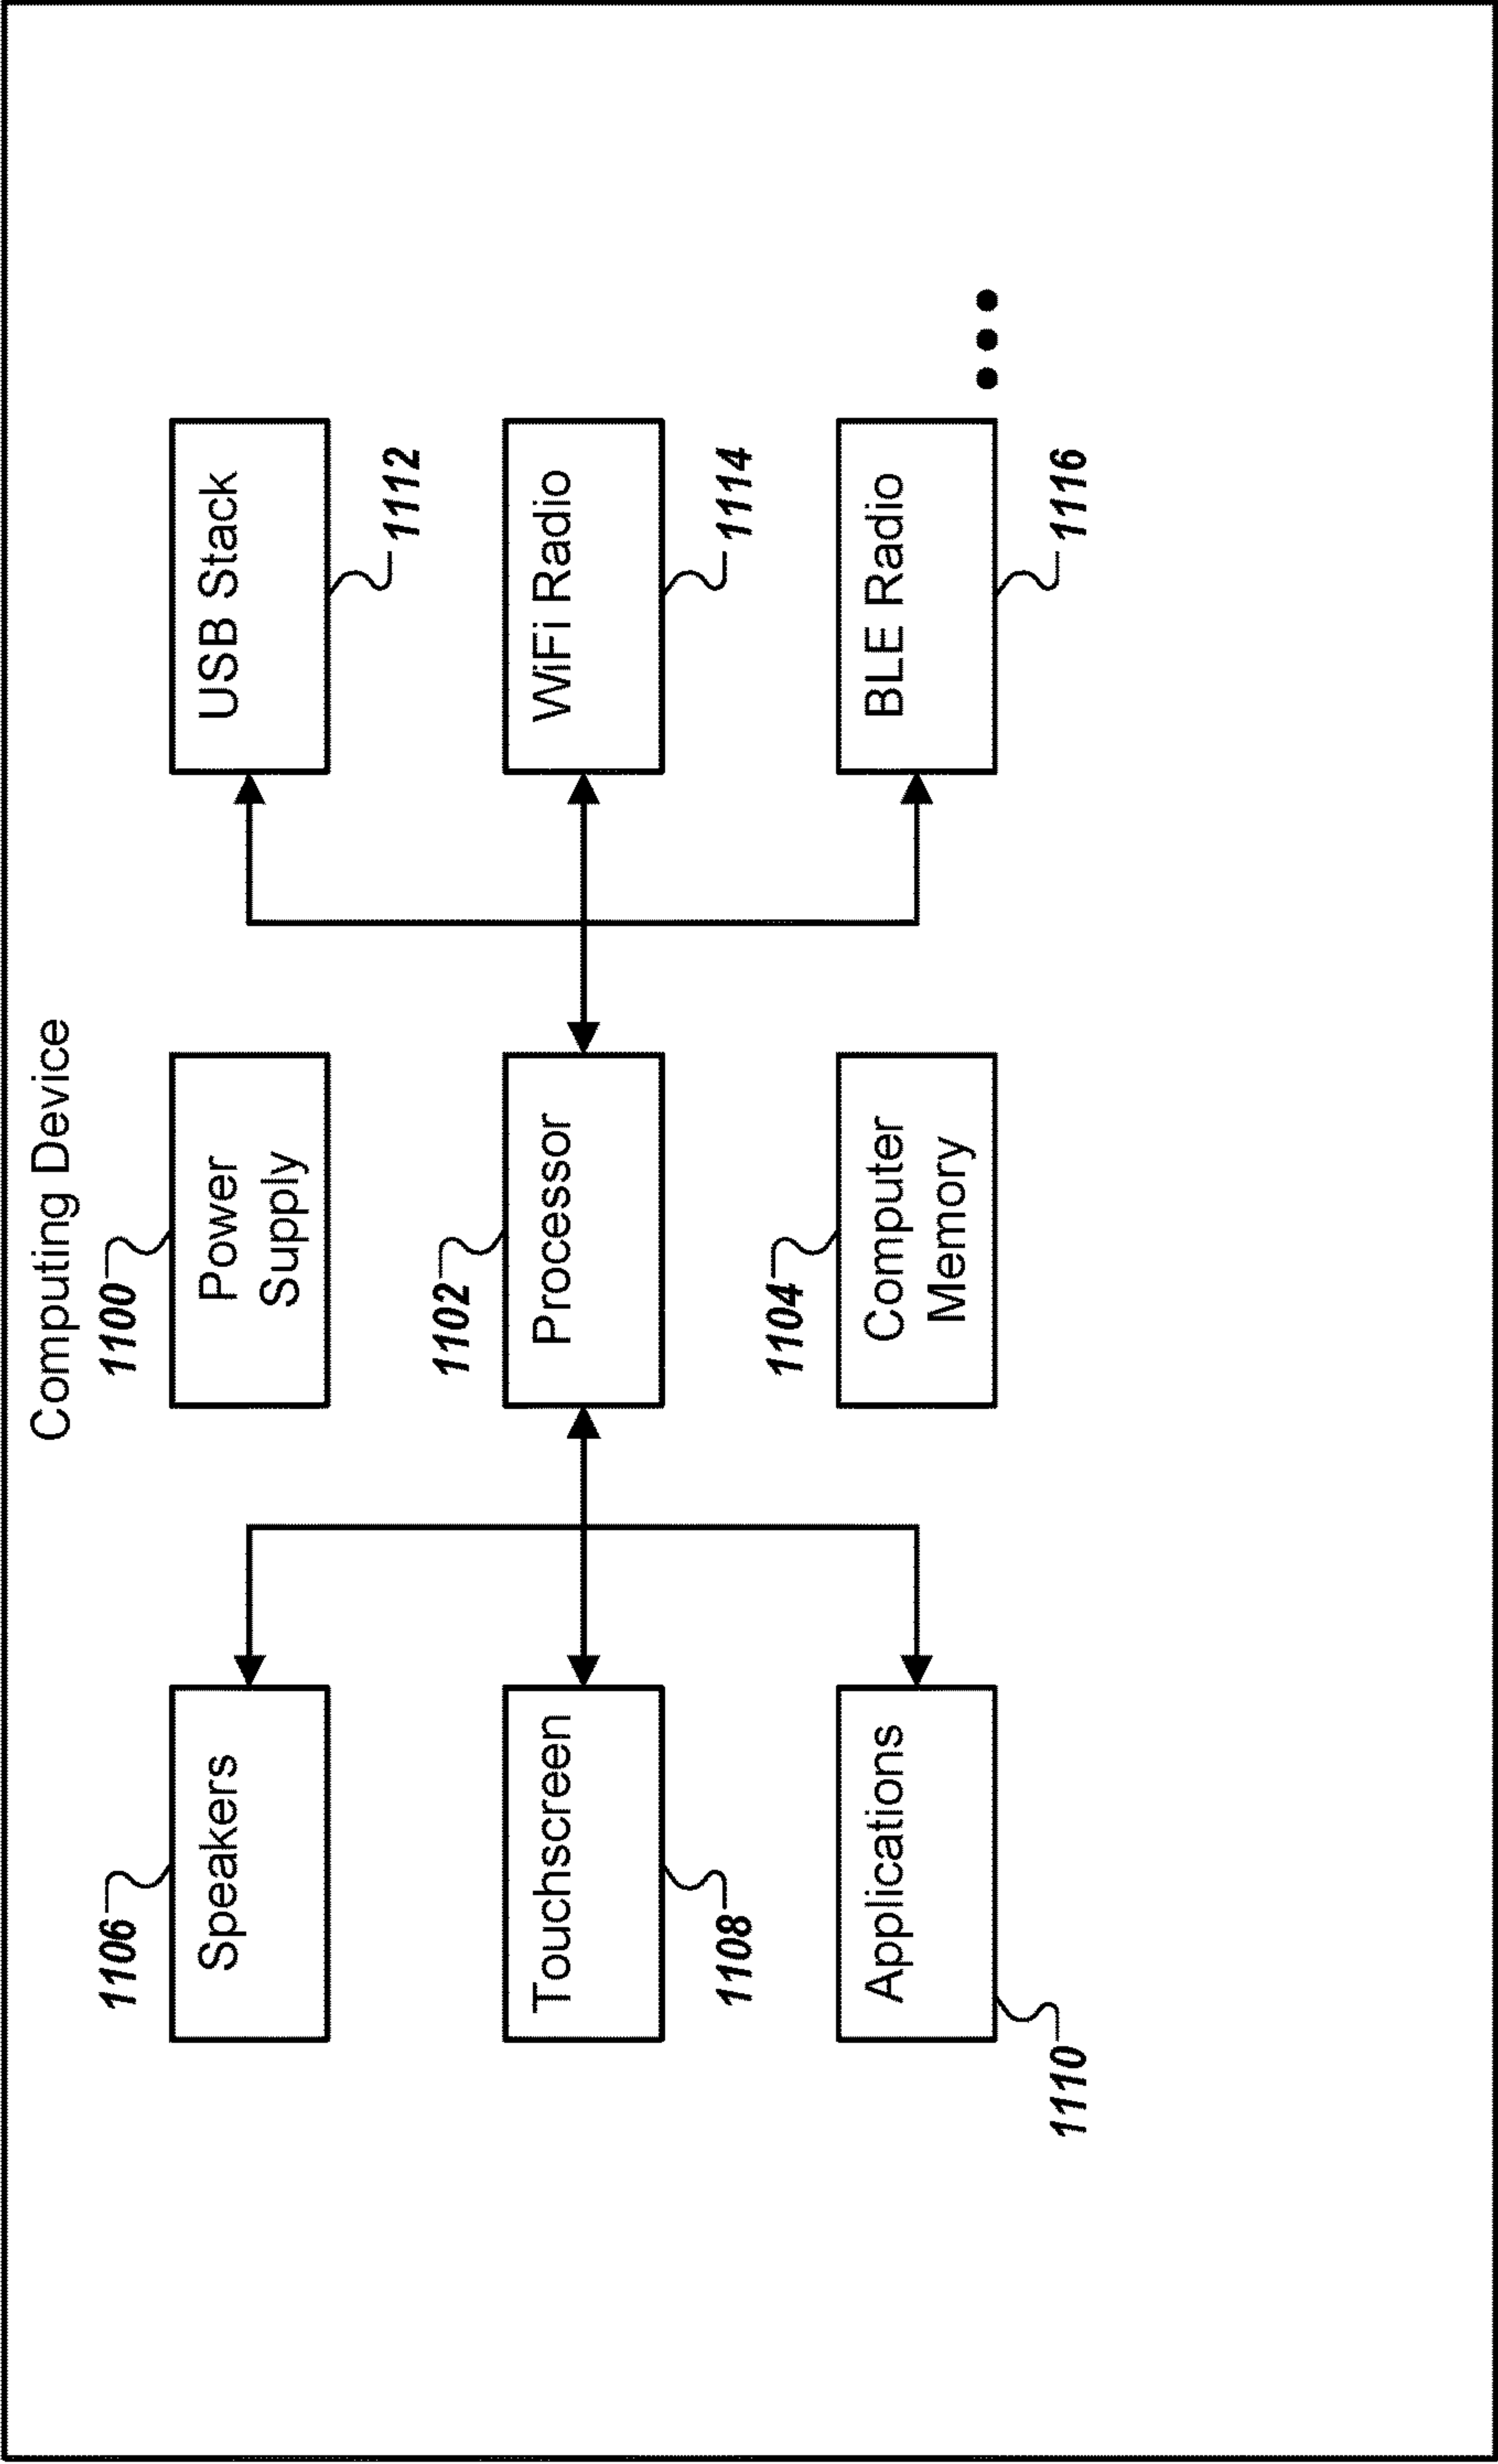 Computing Device
1106
Speakers
1100
Power
Supply
USB Stack
1112
1102
Processor
Touchscreen
1108
WiFi Radio
1114
1104
Computer
Memory
Applications
1110
BLE Radio
1116